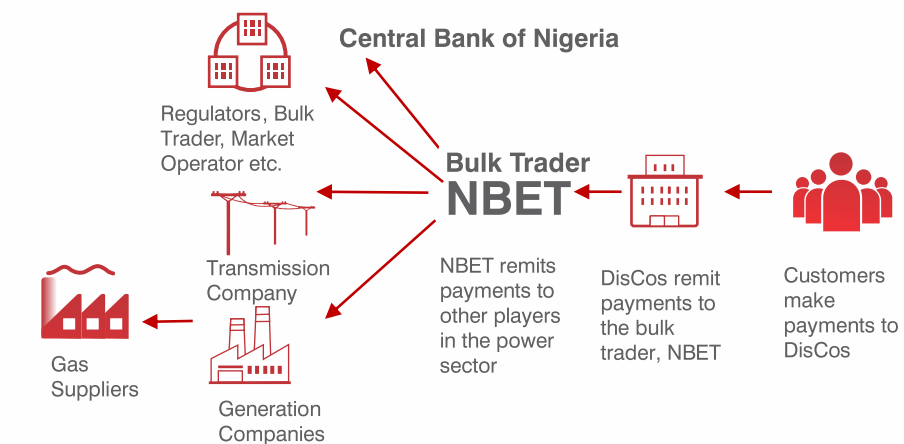 Central Bank of Nigeria
Regulators, Bulk
Trader, Market
Operator etc.
Bulk Trader
NBET
Transmission
Company
NBET remits
payments to
other players
in the power
sector
DisCos remit
payments to
the bulk
trader, NBET
Customers
make
payments to
DisCos
Gas
Suppliers
Generation
Companies